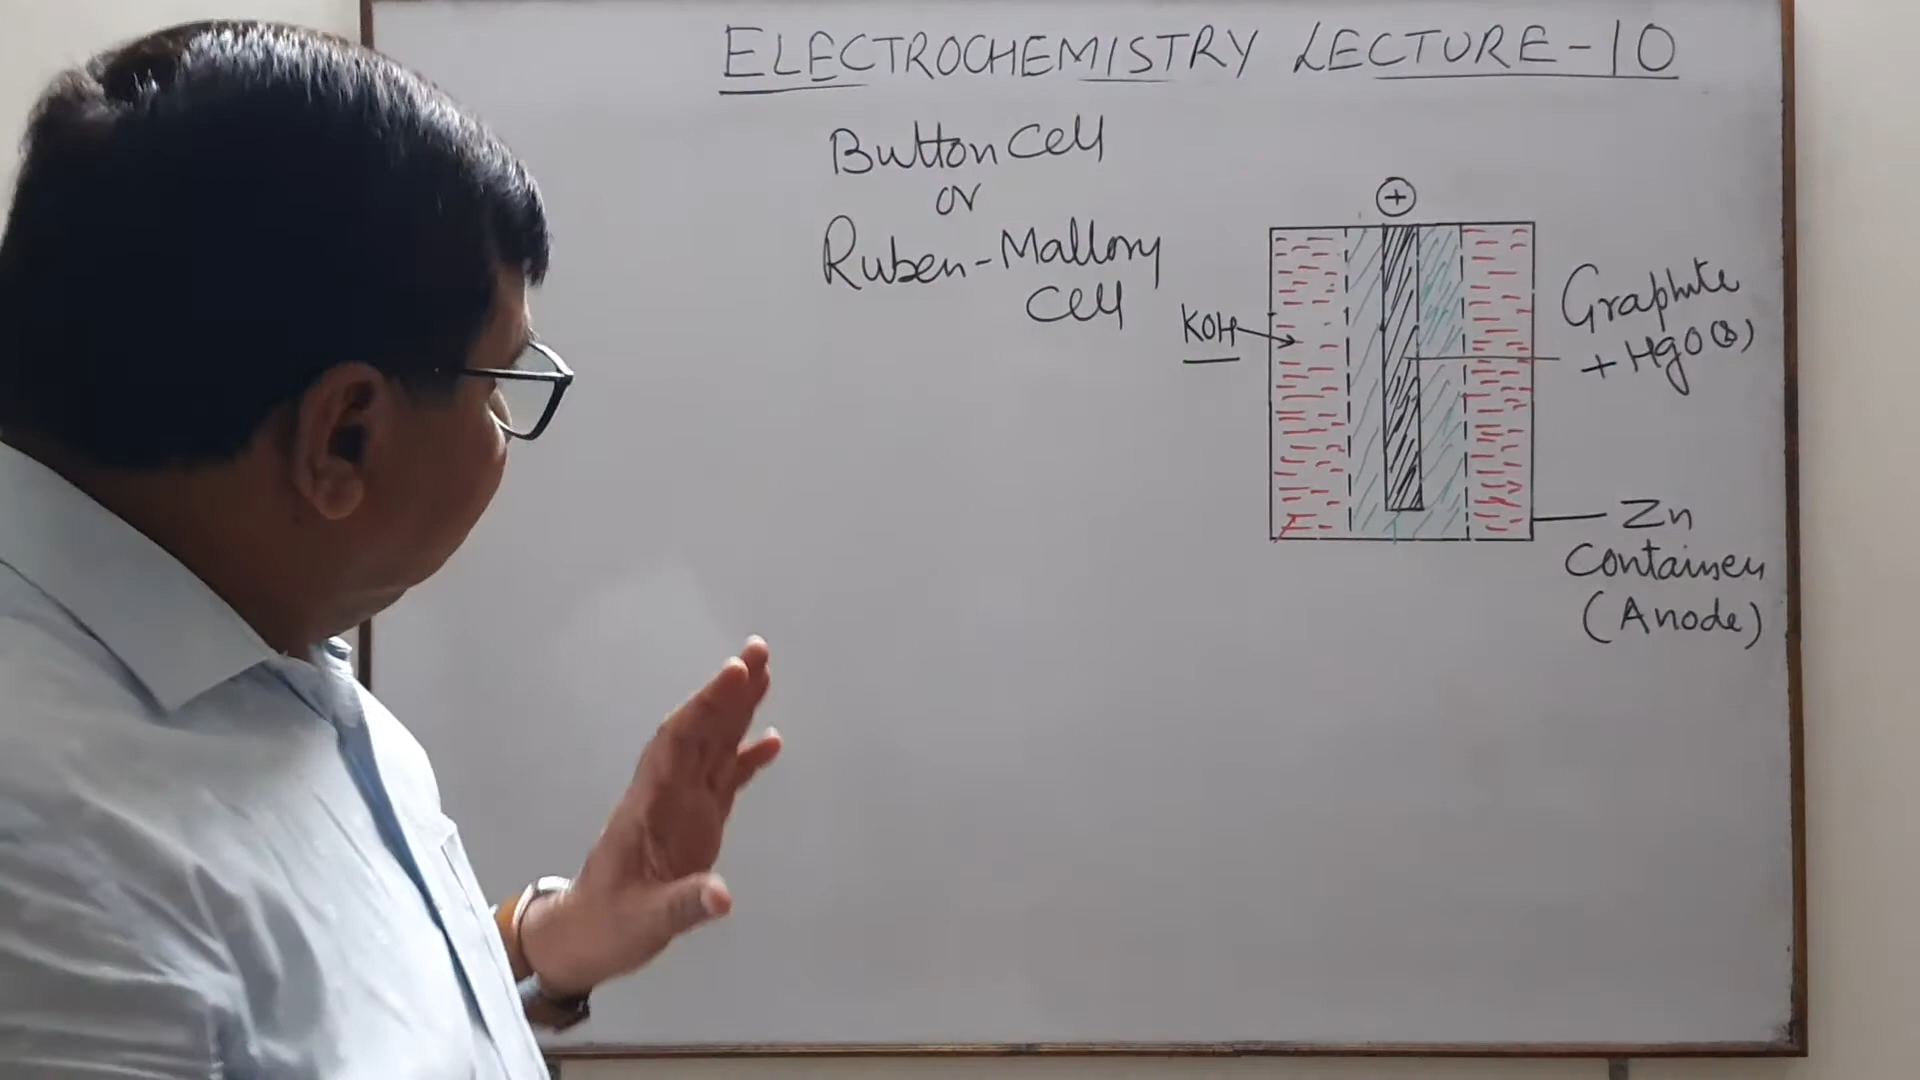 ELECTROCHEMISTRY LECTURE-10
Button Cell
or
Ruben-Mallory
Cell
+
KOH
Graphite
+ HgO(s)
Zn
Container
(Anode)